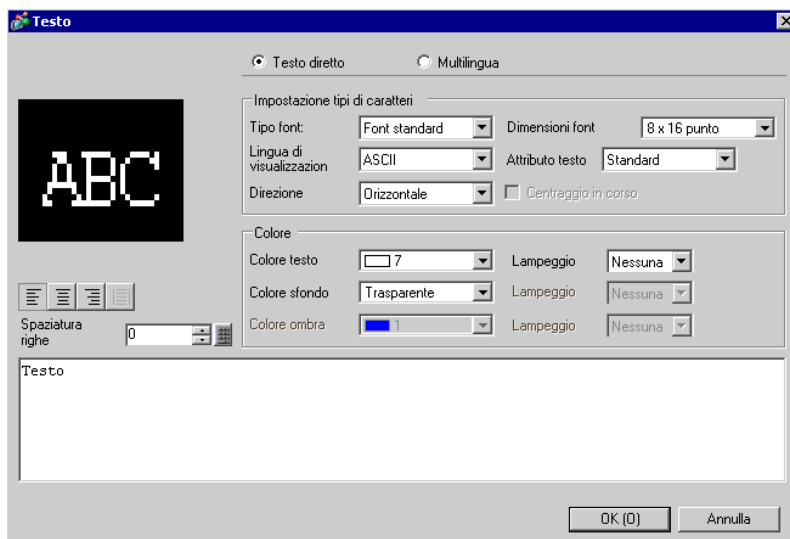 Testo
Testo diretto Multilingua
Impostazione tipi di caratteri
Tipo font: Font standard Dimensioni font 8 x 16 punto
Lingua di visualizzazion ASCII Attributo testo Standard
Direzione Orizzontale Centraggio in corso
ABC
Colore
Colore testo 7 Lampeggio Nessuna
Colore sfondo Trasparente Lampeggio Nessuna
Colore ombra 1 Lampeggio Nessuna
Spaziatura righe 0
Testo
OK (O) Annulla